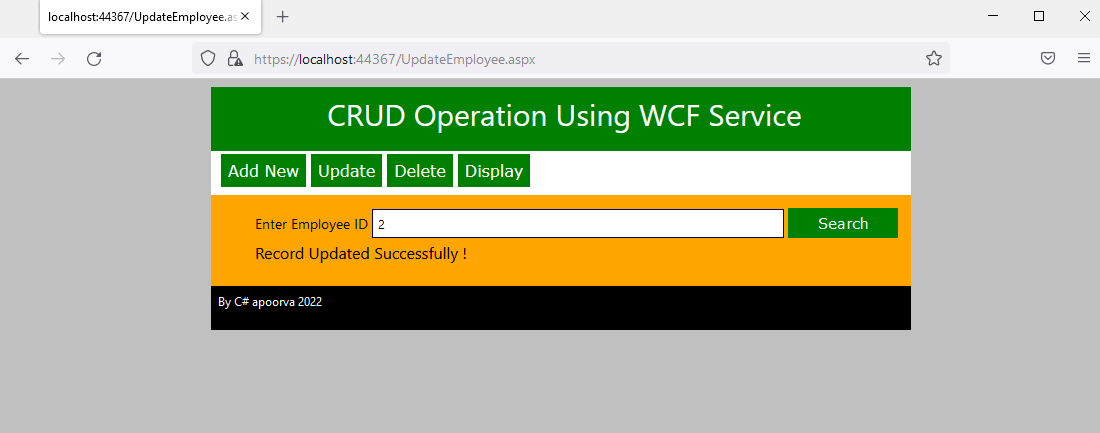 localhost:44367/UpdateEmployee.as
https://localhost:44367/UpdateEmployee.aspx
CRUD Operation Using WCF Service
Add New Update Delete Display
Enter Employee ID 2 Search
Record Updated Successfully !
By C# apoorva 2022